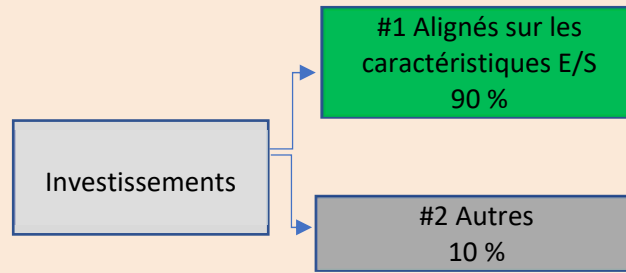 #1 Alignés sur les
caractéristiques E/S
90 %
Investissements
#2 Autres
10 %